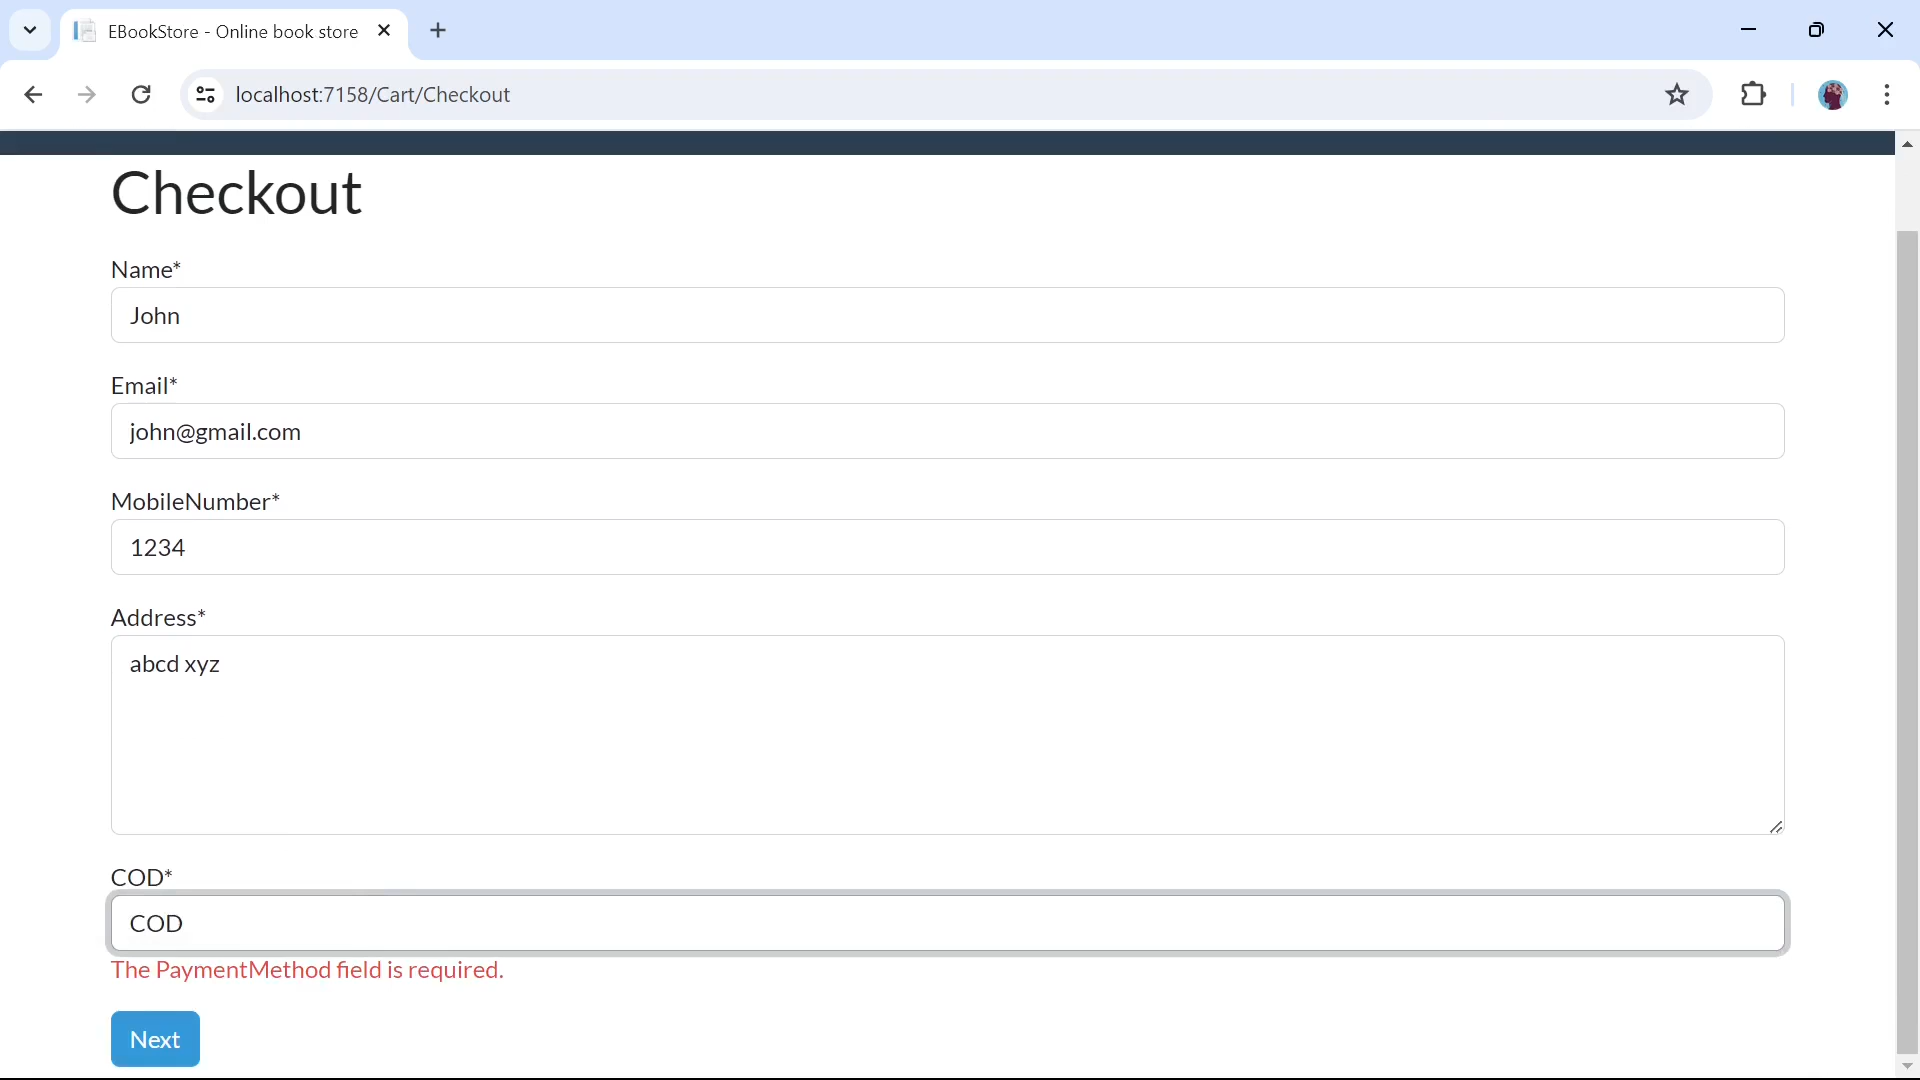 EBookStore - Online book store
localhost:7158/Cart/Checkout
Checkout
Name*
John
Email*
john@gmail.com
MobileNumber*
1234
Address*
abcd xyz
COD*
COD
The PaymentMethod field is required.
Next